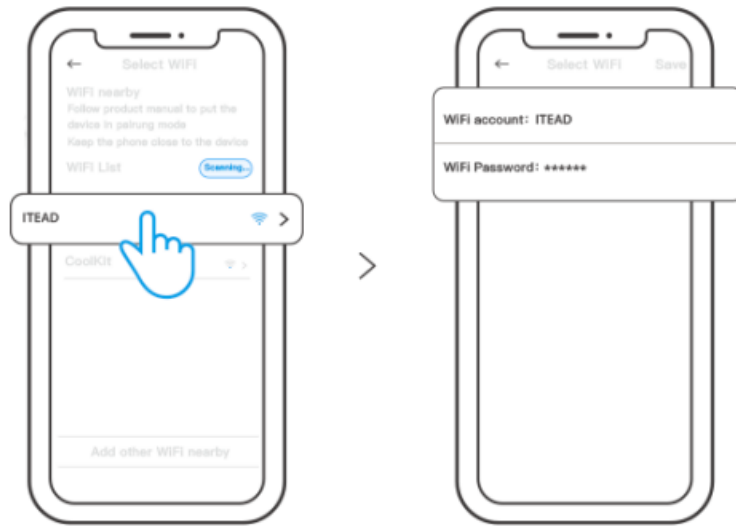 Select WiFi
WiFi nearby
Follow product manual to put the
device in pairung moda
Keep the phone close to the device
WiFi List
Scanning...
ITEAD
CoolKit
Add other WiFi nearby
Select WiFi Save
WiFi account: ITEAD
WiFi Password: ******